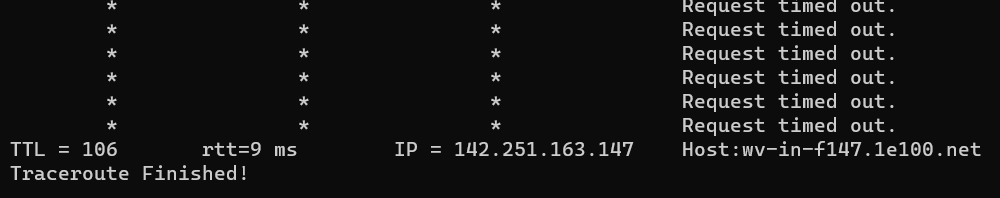 * * * Request timed out.
* * * Request timed out.
* * * Request timed out.
* * * Request timed out.
* * * Request timed out.
* * * Request timed out.
TTL = 106 rtt=9 ms IP = 142.251.163.147 Host:wv-in-f147.1e100.net
Traceroute Finished!